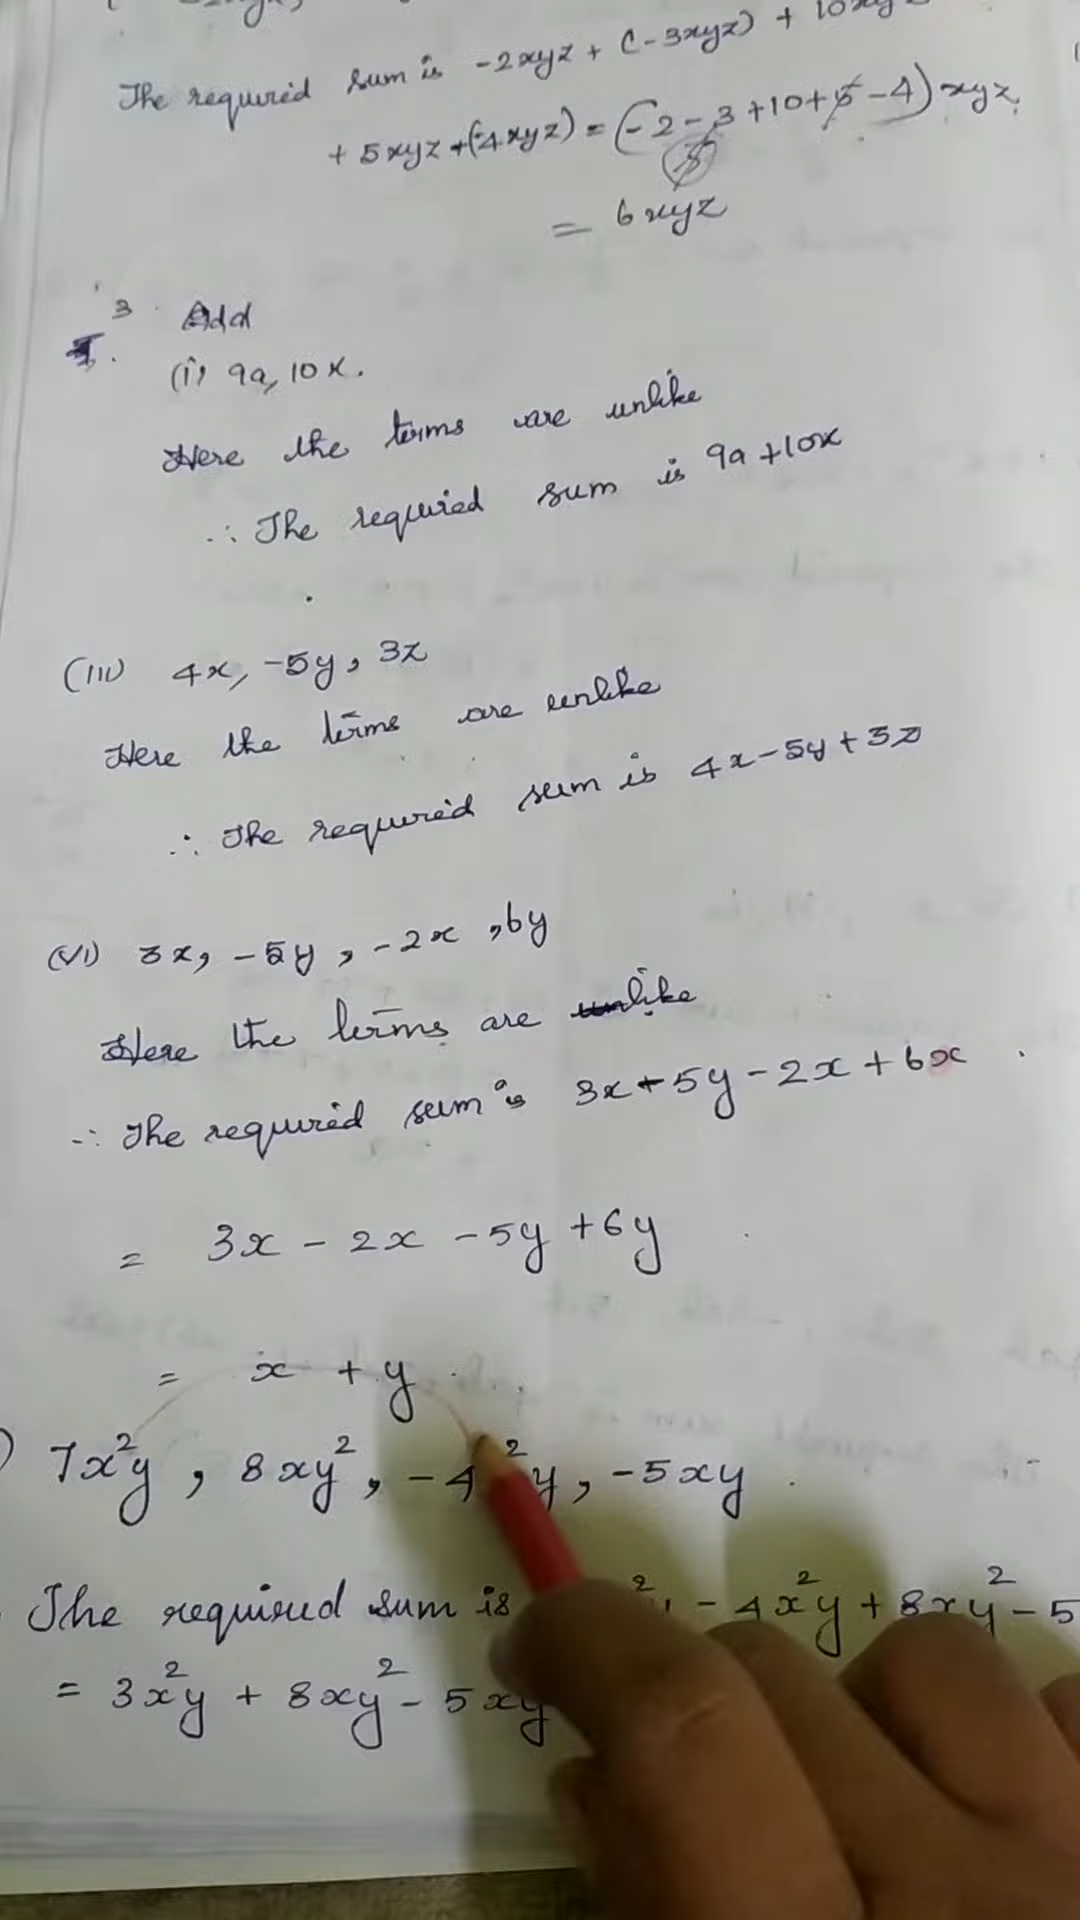 The required sum is -2xyz + (-3xyz) + 10xyz
+ 5xyz + (-4xyz) = (-2-3+10+5-4) xyz
= 6xyz
3. Add
(i) 9a, 10x.
Here the terms are unlike
∴ The required sum is 9a + 10x
(iii) 4x, -5y, 3z
Here the terms are unlike
∴ The required sum is 4x - 5y + 3z
(vi) 3x, -5y, -2x, 6y
Here the terms are like
∴ The required sum is 3x - 5y - 2x + 6x
= 3x - 2x - 5y + 6y
= x + y
7x²y, 8xy², -4 ²y, -5xy.
The required sum is ² - 4x²y + 8xy² - 5
= 3x²y + 8xy² - 5xy